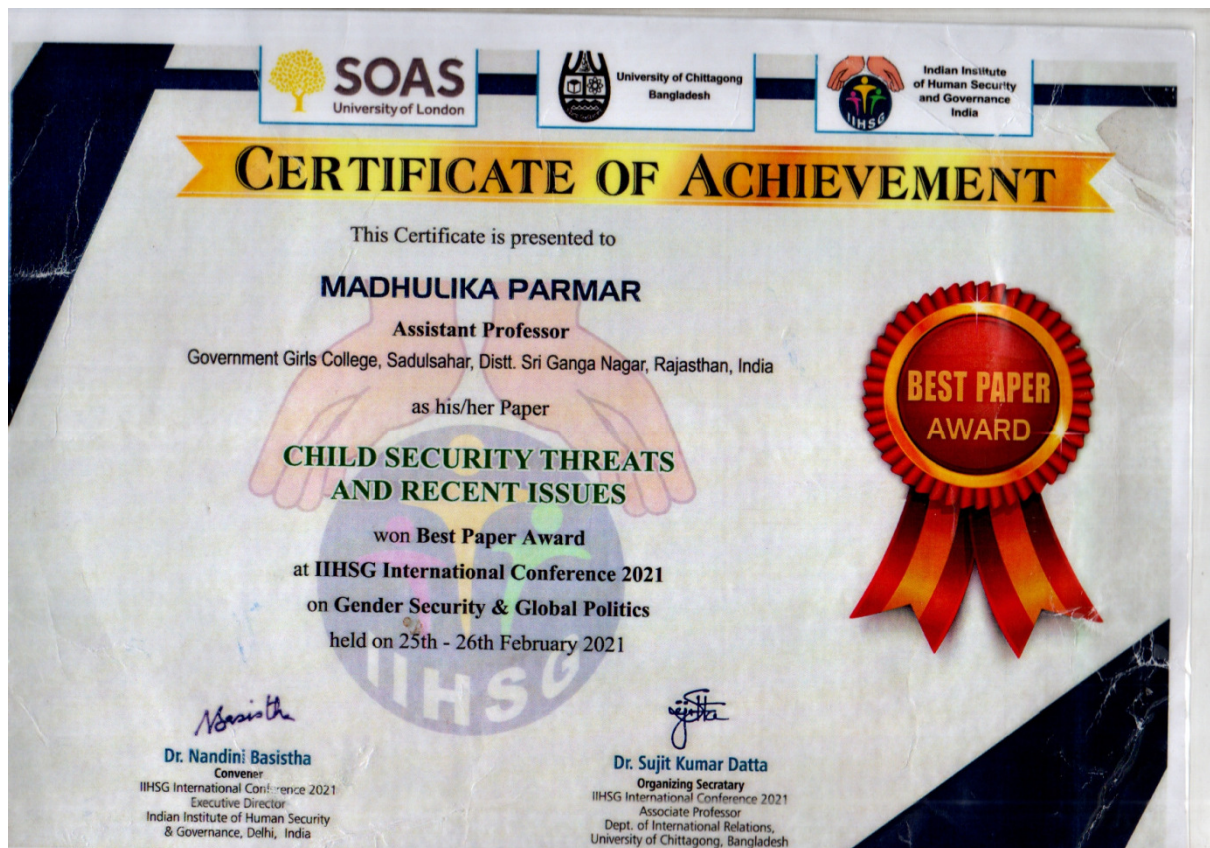 SOAS
University of London
University of Chittagong
Bangladesh
Indian Institute
of Human Security
and Governance
India
IIHSG
CERTIFICATE OF ACHIEVEMENT
This Certificate is presented to
MADHULIKA PARMAR
Assistant Professor
Government Girls College, Sadulsahar, Distt. Sri Ganga Nagar, Rajasthan, India
as his/her Paper
CHILD SECURITY THREATS
AND RECENT ISSUES
won Best Paper Award
at IIHSG International Conference 2021
on Gender Security & Global Politics
held on 25th - 26th February 2021
BEST PAPER
AWARD
IIHSG
NBasistha
Dr. Nandini Basistha
Convener
IIHSG International Conference 2021
Executive Director
Indian Institute of Human Security
& Governance, Delhi, India
Dr. Sujit Kumar Datta
Organizing Secratary
IIHSG International Conference 2021
Associate Professor
Dept. of International Relations,
University of Chittagong, Bangladesh